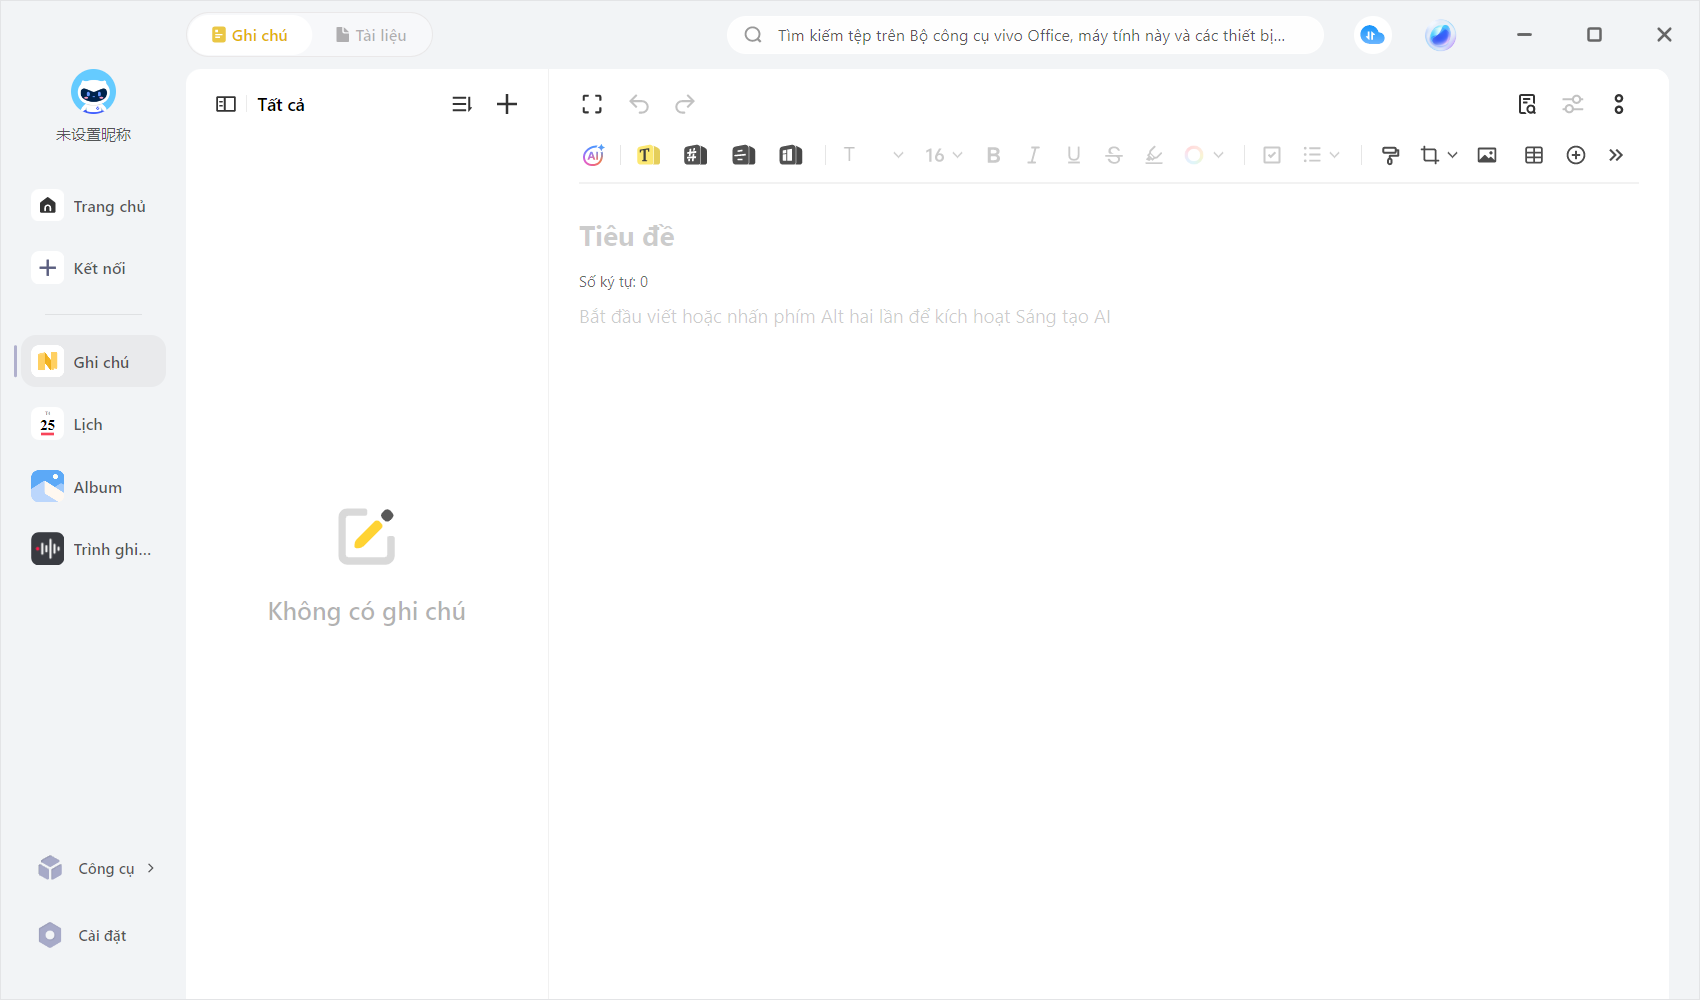 Ghi chú
Tài liệu
Tìm kiếm tệp trên Bộ công cụ vivo Office, máy tính này và các thiết bị...
未设置昵称
Trang chủ
Kết nối
Ghi chú
25
Lịch
Album
Trình ghi...
Công cụ
Cài đặt
Tất cả
Không có ghi chú
AI
T
#
T
16
B
I
U
S
Tiêu đề
Số ký tự: 0
Bắt đầu viết hoặc nhấn phím Alt hai lần để kích hoạt Sáng tạo AI